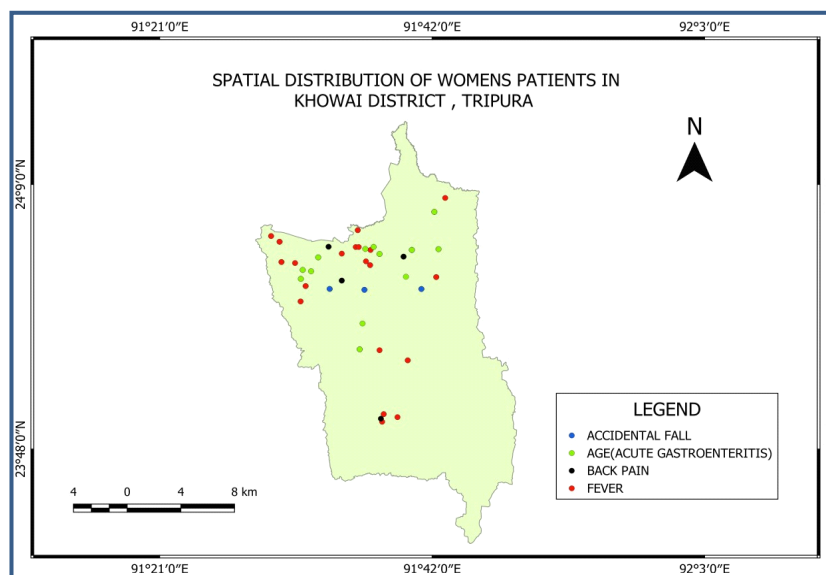 91°21′0″E 91°42′0″E 92°3′0″E
SPATIAL DISTRIBUTION OF WOMENS PATIENTS IN
KHOWAI DISTRICT , TRIPURA
N
24°9′0″N
23°48′0″N
LEGEND
ACCIDENTAL FALL
AGE(ACUTE GASTROENTERITIS)
BACK PAIN
FEVER
4 0 4 8 km
91°21′0″E 91°42′0″E 92°3′0″E